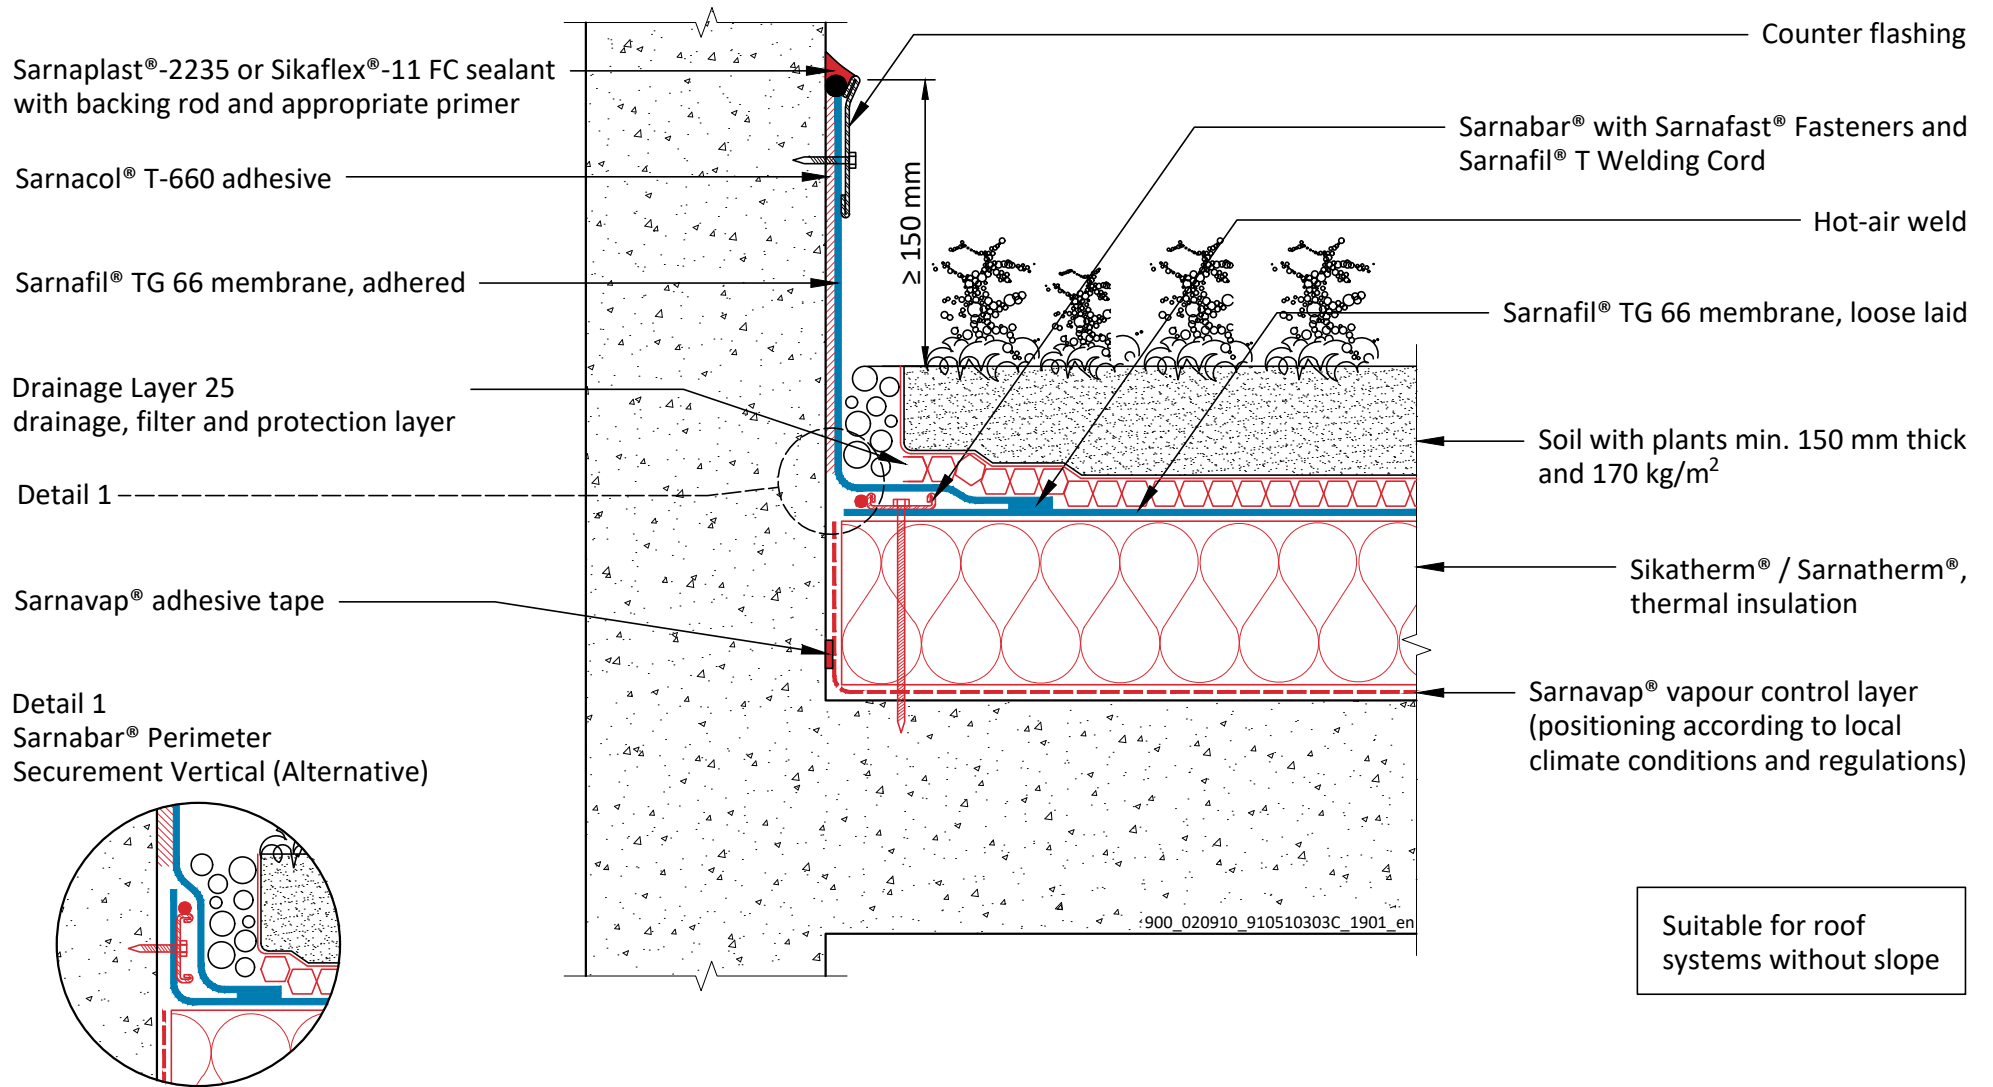 Sarnaplast®-2235 or Sikaflex®-11 FC sealant
with backing rod and appropriate primer
Sarnacol® T-660 adhesive
Sarnafil® TG 66 membrane, adhered
Drainage Layer 25
drainage, filter and protection layer
Detail 1
Sarnavap® adhesive tape
Detail 1
Sarnabar® Perimeter
Securement Vertical (Alternative)
≥ 150 mm
Counter flashing
Sarnabar® with Sarnafast® Fasteners and
Sarnafil® T Welding Cord
Hot-air weld
Sarnafil® TG 66 membrane, loose laid
Soil with plants min. 150 mm thick
and 170 kg/m²
Sikatherm® / Sarnatherm®,
thermal insulation
Sarnavap® vapour control layer
(positioning according to local
climate conditions and regulations)
900_020910_910510303C_1901_en
Suitable for roof
systems without slope